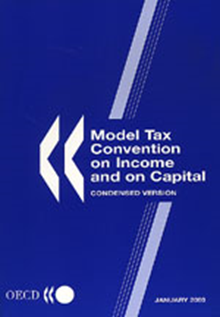 Model Tax
Convention
on Income
and on Capital
CONDENSED VERSION
OECD
JANUARY 2003